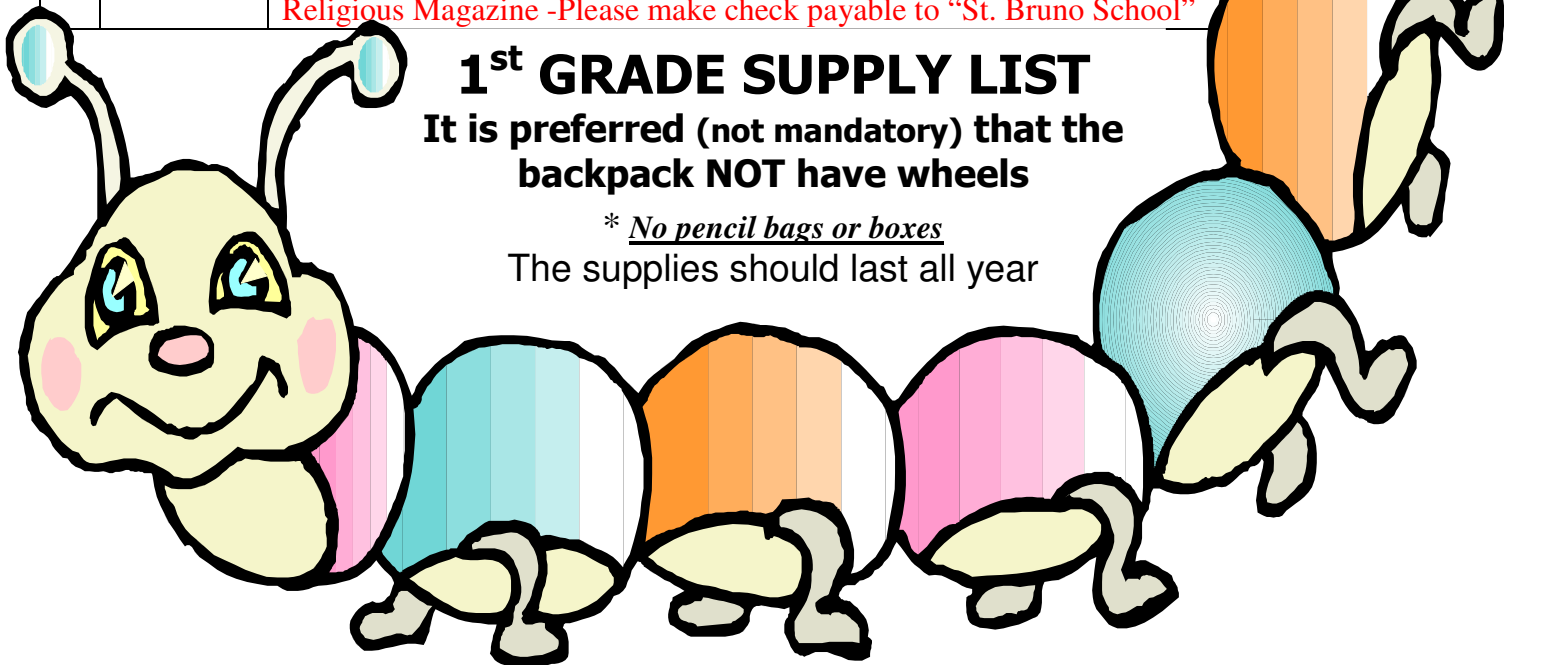 Religious Magazine -Please make check payable to “St. Bruno School”
1st GRADE SUPPLY LIST
It is preferred (not mandatory) that the
backpack NOT have wheels
* No pencil bags or boxes
The supplies should last all year